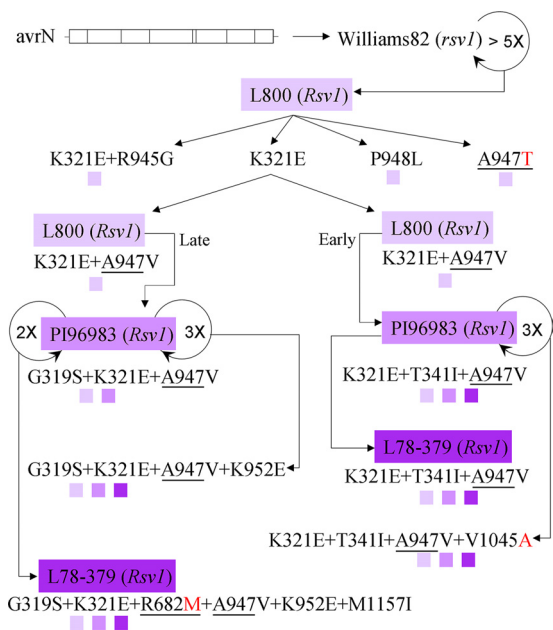 avrN
Williams82 (rsv1) > 5X
L800 (Rsv1)
K321E+R945G
K321E
P948L
A947T
L800 (Rsv1)
Late
K321E+A947V
Early
L800 (Rsv1)
K321E+A947V
2X
PI96983 (Rsv1)
3X
G319S+K321E+A947V
PI96983 (Rsv1)
3X
K321E+T341I+A947V
G319S+K321E+A947V+K952E
L78-379 (Rsv1)
K321E+T341I+A947V
K321E+T341I+A947V+V1045A
L78-379 (Rsv1)
G319S+K321E+R682M+A947V+K952E+M1157I